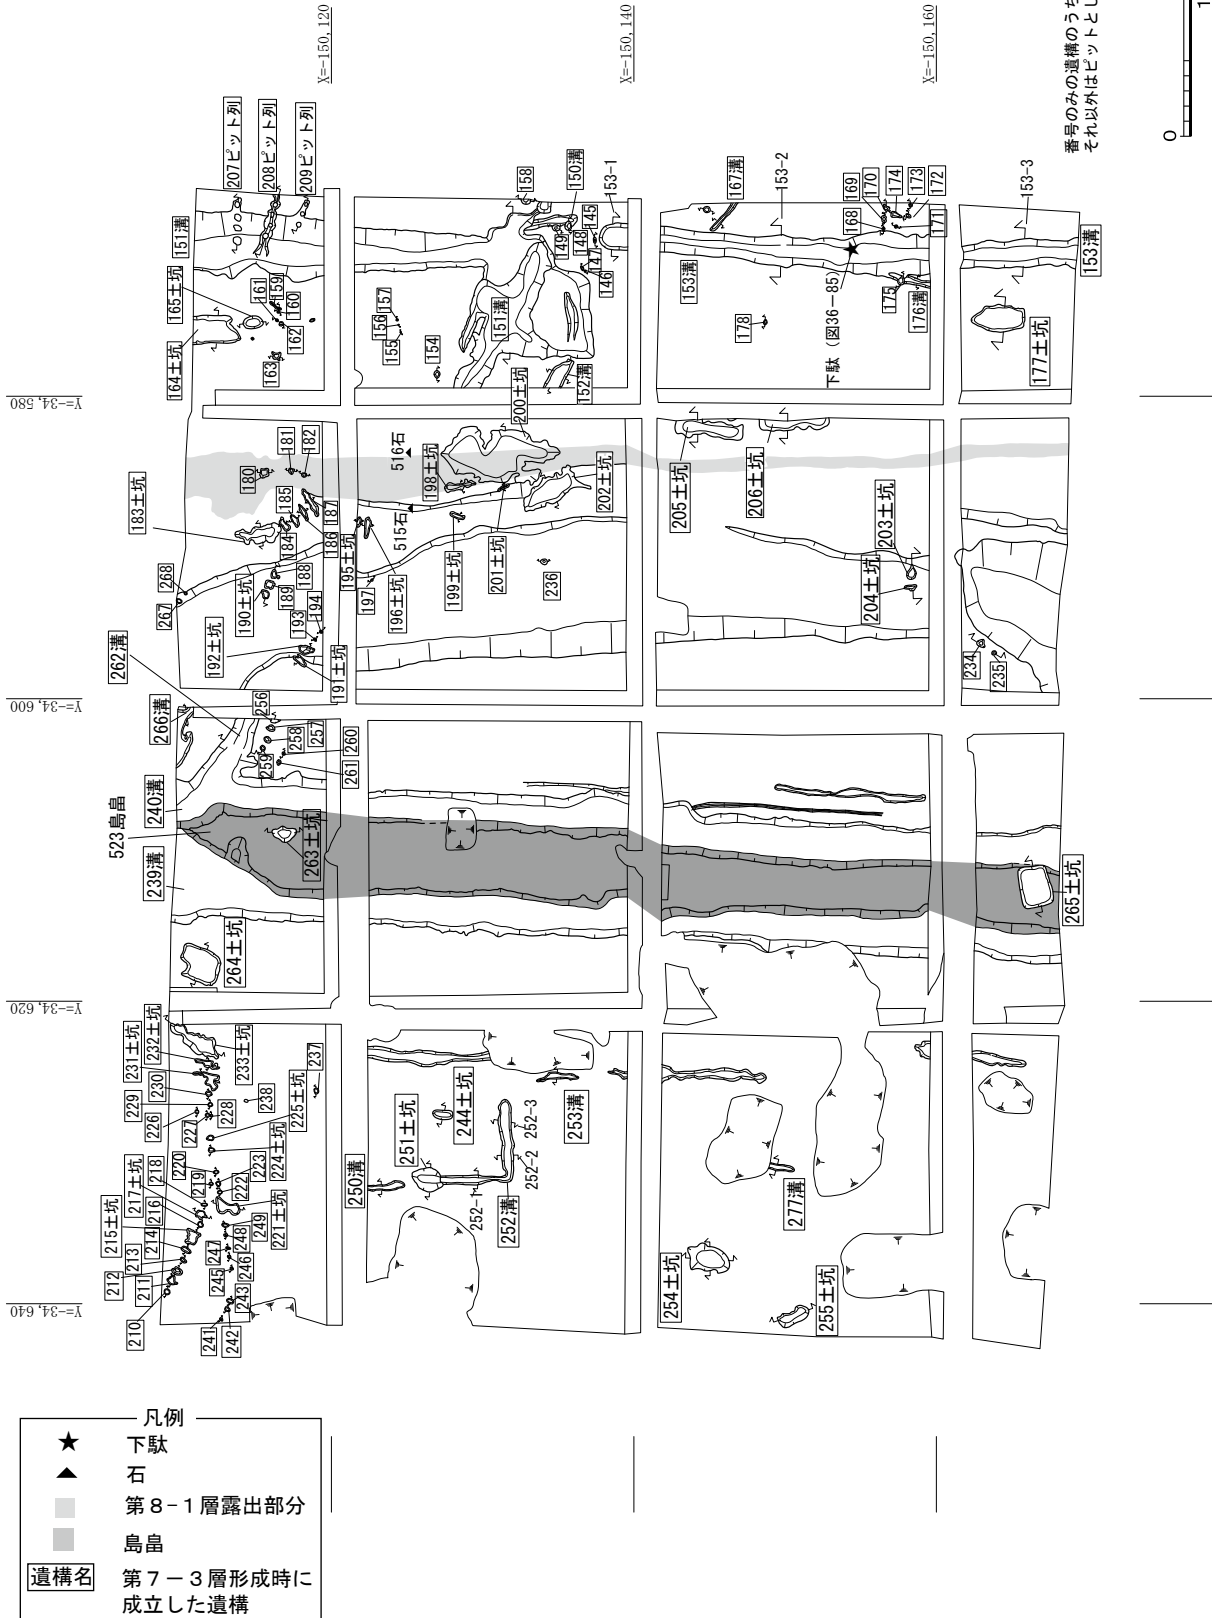 X=-150,120
X=-150,140
X=-150,160
番号のみの遺構のうち
それ以外はピットとし
0
1
207ピット列
208ピット列
209ピット列
151溝
165土坑
164土坑
161
159
160
162
163
158
150溝
153-1
145
149
148
147
146
157
156
155
154
151溝
152溝
167溝
153-2
169
170
174
173
172
171
168
153溝
175
176溝
178
下駄（図36－85）
153-3
153溝
177土坑
Y=-34,580
183土坑
180
181
182
185
187
184
186
268
267
190土坑
188
189
194
193
192土坑
191土坑
516石
200土坑
198土坑
515石
202土坑
195土坑
197
196土坑
199土坑
201土坑
236
205土坑
206土坑
203土坑
204土坑
234
235
Y=-34,600
262溝
266溝
256
257
258
259
260
261
240溝
523島畠
239溝
263土坑
264土坑
265土坑
Y=-34,620
232土坑
231土坑
233土坑
230
229
226
227
228
238
237
225土坑
224土坑
220
223
219
222
218
217土坑
216
221土坑
215土坑
249
248
214
247
213
246
245
212
211
243
210
241
242
251土坑
244土坑
252-3
253溝
252-2
250溝
252-1
252溝
277溝
254土坑
255土坑
Y=-34,640
凡例
下駄
石
第８-１層露出部分
島畠
遺構名
第７－３層形成時に
成立した遺構